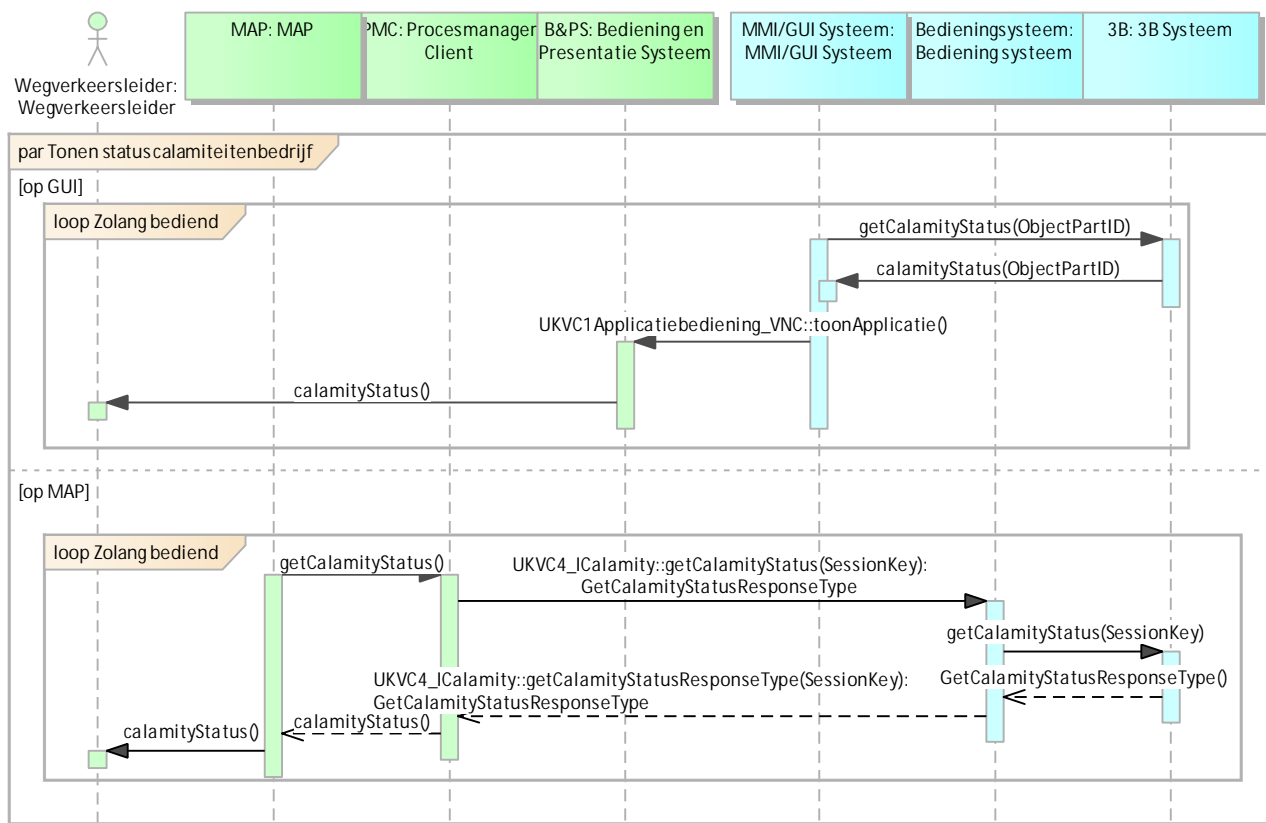 Wegverkeersleider:
Wegverkeersleider
MAP: MAP
PMC: Procesmanager
Client
B&PS: Bediening en
Presentatie Systeem
MMI/GUI Systeem:
MMI/GUI Systeem
Bedieningsysteem:
Bediening systeem
3B: 3B Systeem
par Tonen status calamiteitenbedrijf
[op GUI]
loop Zolang bediend
getCalamityStatus(ObjectPartID)
calamityStatus(ObjectPartID)
UKVC1Applicatiebediening_VNC::toonApplicatie()
calamityStatus()
[op MAP]
loop Zolang bediend
getCalamityStatus()
UKVC4_ICalamity::getCalamityStatus(SessionKey):
GetCalamityStatusResponseType
getCalamityStatus(SessionKey)
GetCalamityStatusResponseType()
UKVC4_ICalamity::getCalamityStatusResponseType(SessionKey):
GetCalamityStatusResponseType
calamityStatus()
calamityStatus()